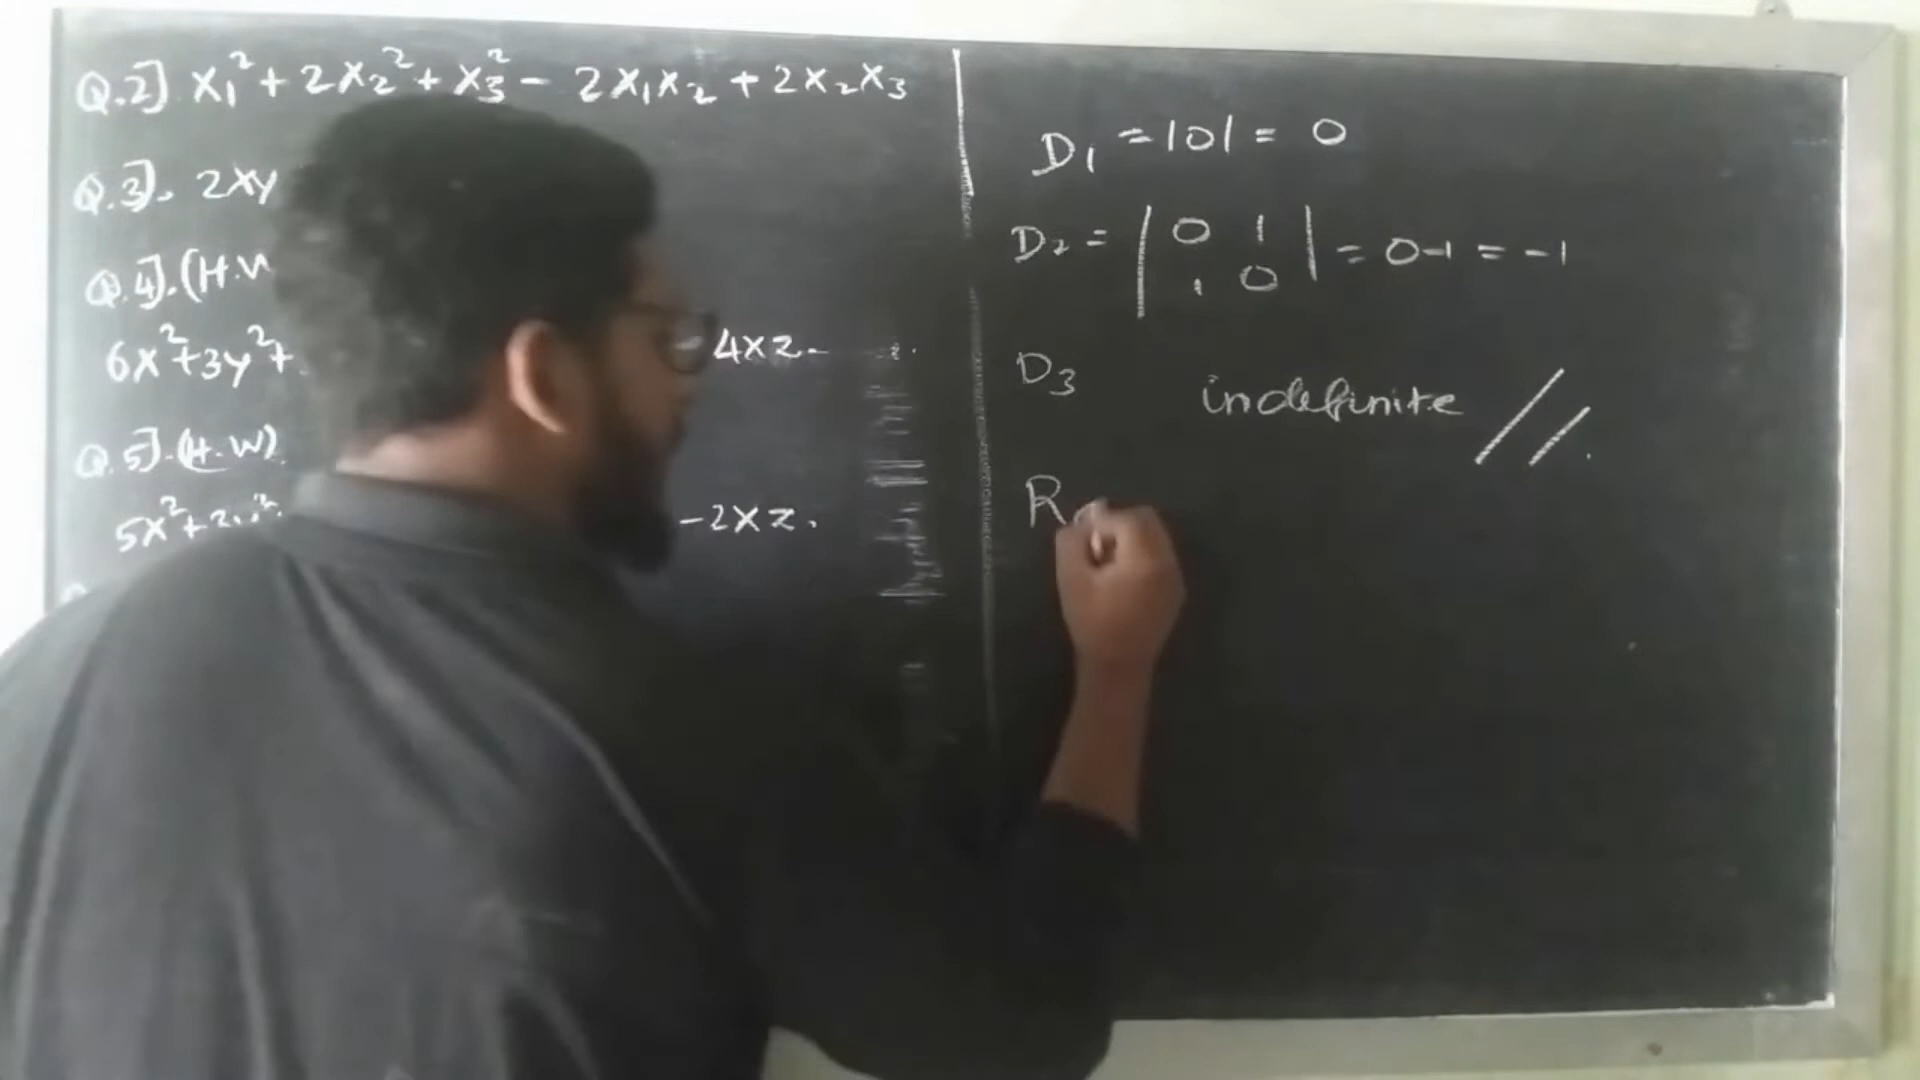 Q.2] x₁² + 2x₂² + x₃² - 2x₁x₂ + 2x₂x₃
Q.3]. 2xy
Q.4].(H.W
6x²+3y²+ - 4xz-
Q.5].(H.W)
5x²+2y² -2xz.
D₁ = |0| = 0
D₂ = | 0 1 | = 0-1 = -1
1 0
D₃
indefinite //.
R